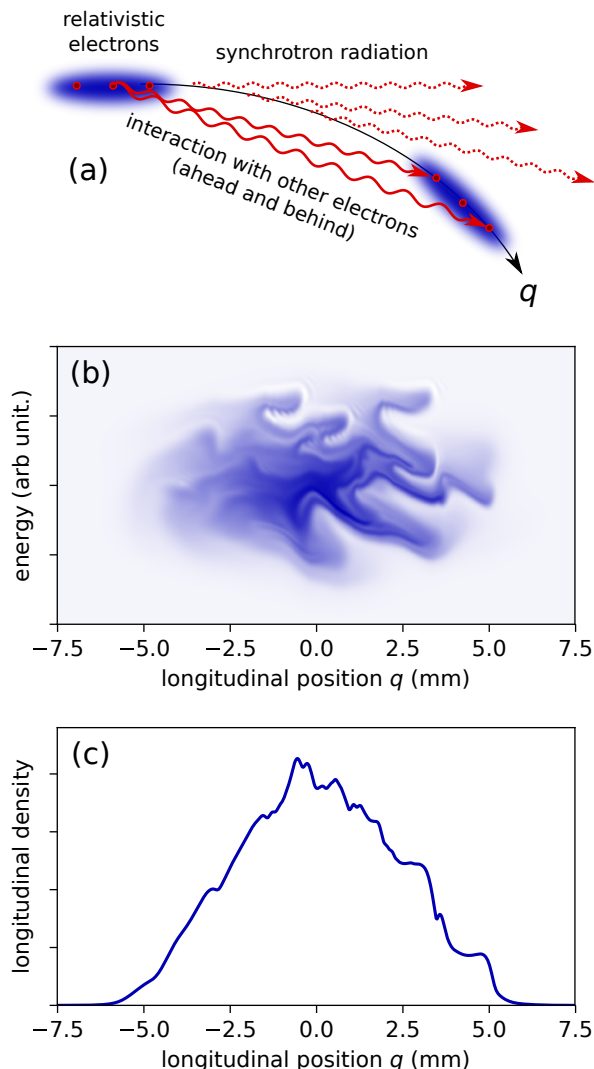 relativistic
electrons
synchrotron radiation
interaction with other electrons
(ahead and behind)
(a)
q
(b)
energy (arb unit.)
−7.5 −5.0 −2.5 0.0 2.5 5.0 7.5
longitudinal position q (mm)
(c)
longitudinal density
−7.5 −5.0 −2.5 0.0 2.5 5.0 7.5
longitudinal position q (mm)